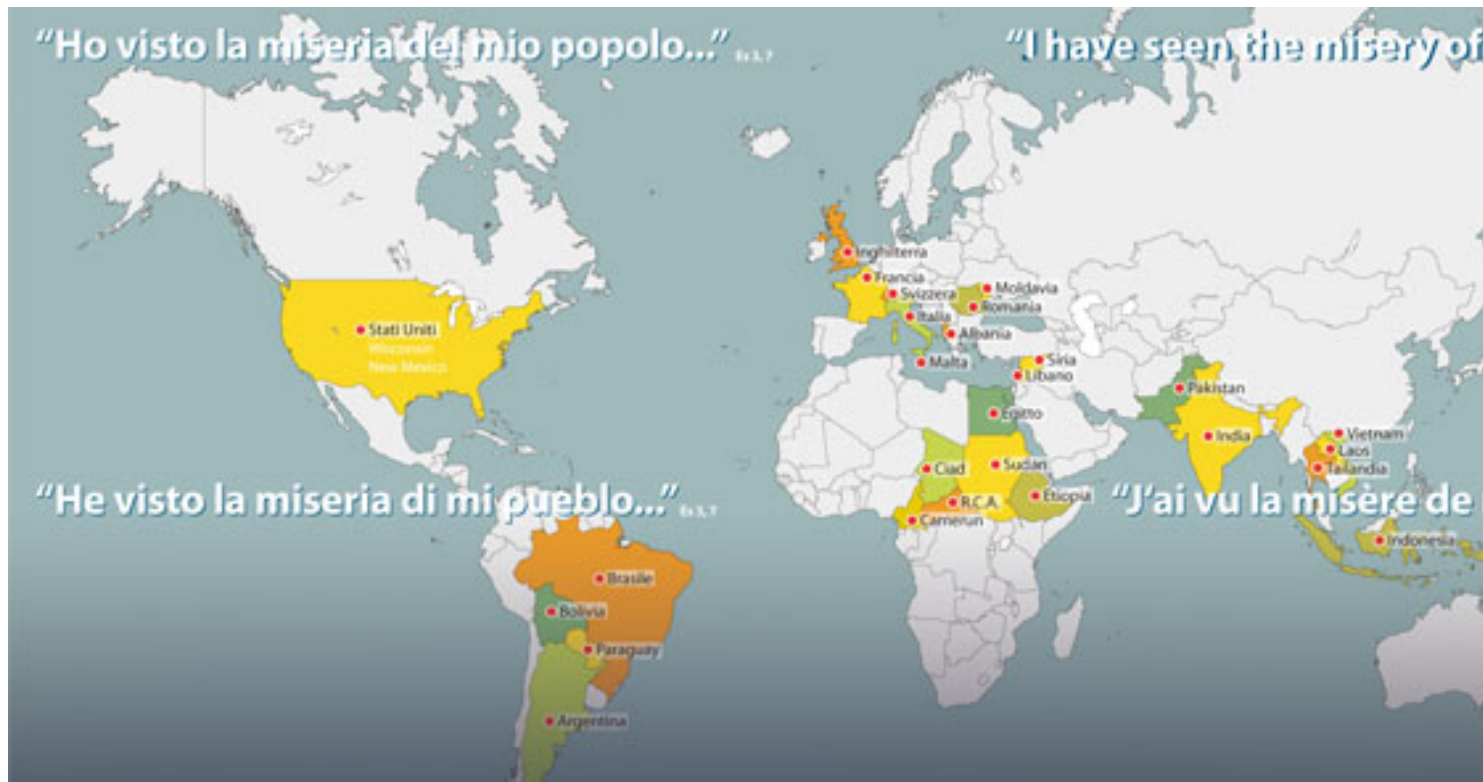 “Ho visto la miseria del mio popolo...” Ex 3, 7
“I have seen the misery of
Inghilterra
Francia
Svizzera
Moldavia
Romania
Italia
Albania
Stati Uniti
Wisconsin
New Mexico
Malta
Siria
Libano
Pakistan
Egitto
India
Vietnam
Laos
Tailandia
Ciad
Sudan
“He visto la miseria di mi pueblo...” Ex 3, 7
R.C.A.
Etiopia
“J‘ai vu la misère de
Camerun
Indonesia
Brasile
Bolivia
Paraguay
Argentina